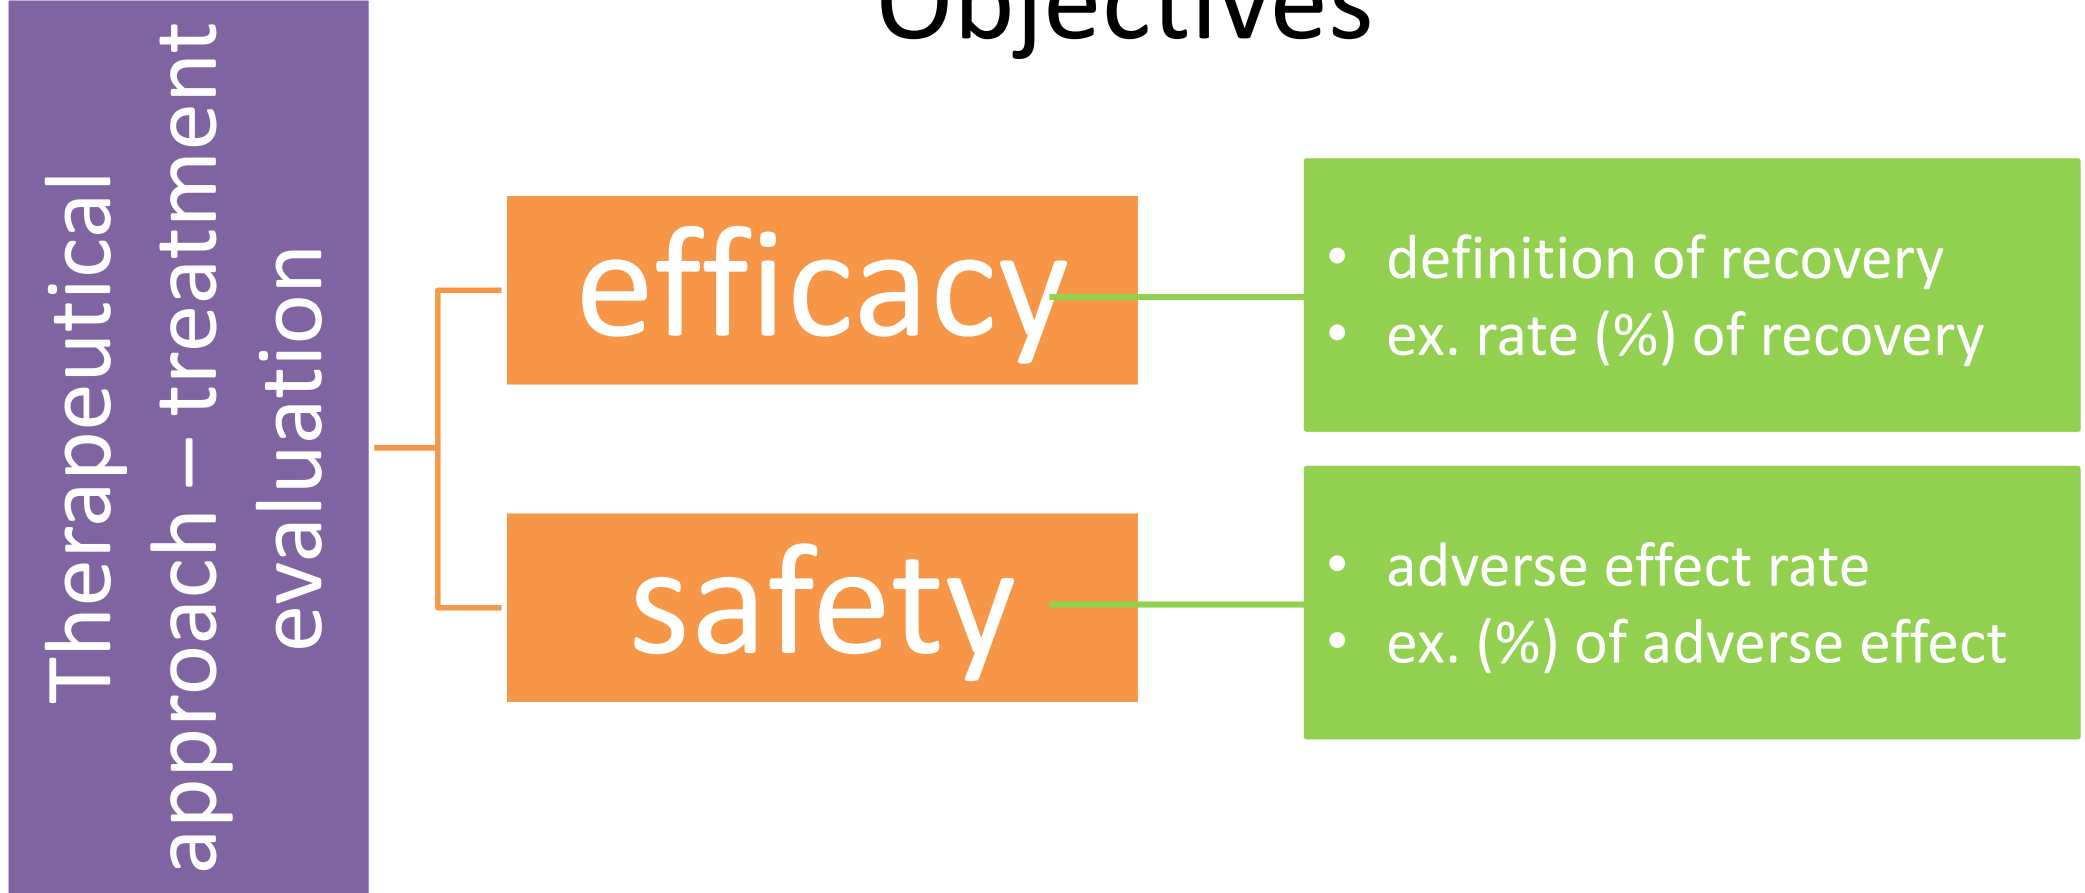 Objectives
Therapeutical
approach – treatment
evaluation
efficacy
• definition of recovery
• ex. rate (%) of recovery
safety
• adverse effect rate
• ex. (%) of adverse effect